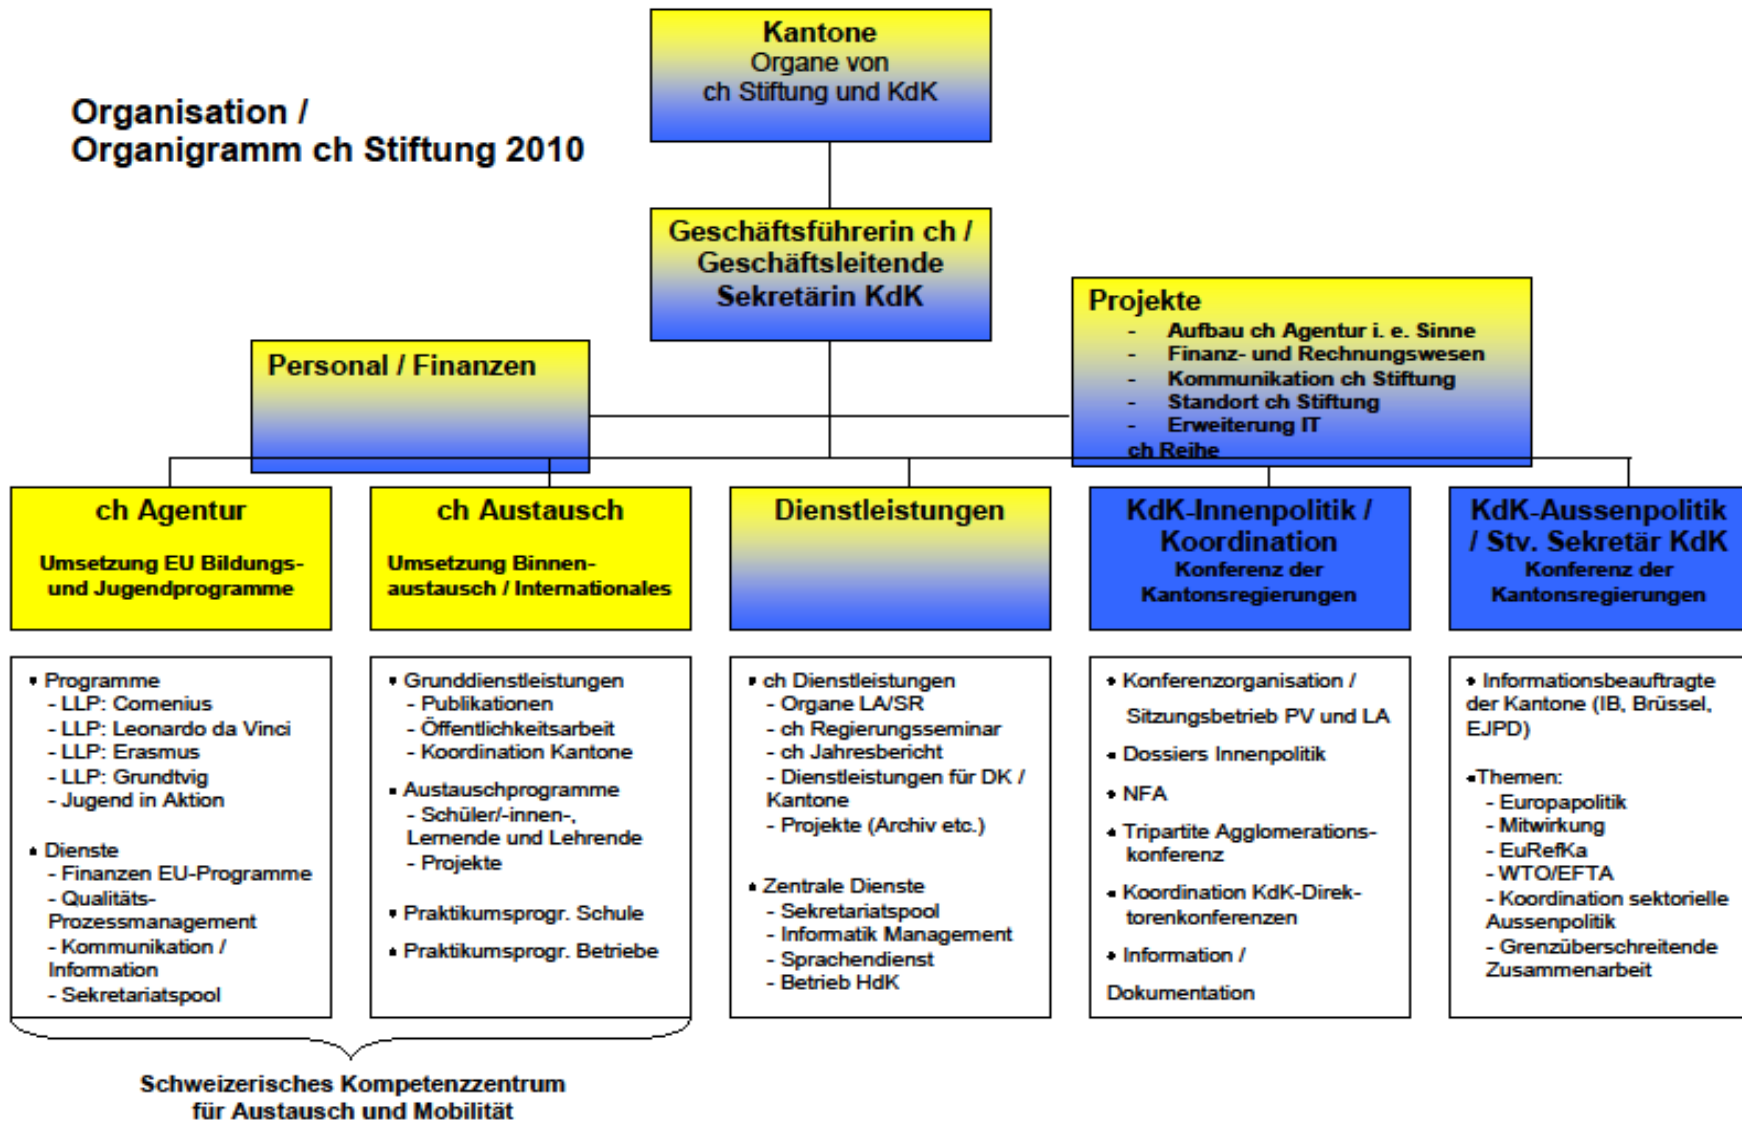 Kantone
Organe von
ch Stiftung und KdK
Organisation /
Organigramm ch Stiftung 2010
Geschäftsführerin ch /
Geschäftsleitende
Sekretärin KdK
Personal / Finanzen
Projekte
- Aufbau ch Agentur i. e. Sinne
- Finanz- und Rechnungswesen
- Kommunikation ch Stiftung
- Standort ch Stiftung
- Erweiterung IT
ch Reihe
ch Agentur
Umsetzung EU Bildungs-
und Jugendprogramme
ch Austausch
Umsetzung Binnen-
austausch / Internationales
Dienstleistungen
KdK-Innenpolitik /
Koordination
Konferenz der
Kantonsregierungen
KdK-Aussenpolitik
/ Stv. Sekretär KdK
Konferenz der
Kantonsregierungen
• Programme
- LLP: Comenius
- LLP: Leonardo da Vinci
- LLP: Erasmus
- LLP: Grundtvig
- Jugend in Aktion
• Dienste
- Finanzen EU-Programme
- Qualitäts-
Prozessmanagement
- Kommunikation /
Information
- Sekretariatspool
• Grunddienstleistungen
- Publikationen
- Öffentlichkeitsarbeit
- Koordination Kantone
• Austauschprogramme
- Schüler/-innen-,
Lernende und Lehrende
- Projekte
• Praktikumsprogr. Schule
• Praktikumsprogr. Betriebe
• ch Dienstleistungen
- Organe LA/SR
- ch Regierungsseminar
- ch Jahresbericht
- Dienstleistungen für DK /
Kantone
- Projekte (Archiv etc.)
• Zentrale Dienste
- Sekretariatspool
- Informatik Management
- Sprachendienst
- Betrieb HdK
• Konferenzorganisation /
Sitzungsbetrieb PV und LA
• Dossiers Innenpolitik
• NFA
• Tripartite Agglomerations-
konferenz
• Koordination KdK-Direk-
torenkonferenzen
• Information /
Dokumentation
• Informationsbeauftragte
der Kantone (IB, Brüssel,
EJPD)
•Themen:
- Europapolitik
- Mitwirkung
- EuRefKa
- WTO/EFTA
- Koordination sektorielle
Aussenpolitik
- Grenzüberschreitende
Zusammenarbeit
Schweizerisches Kompetenzzentrum
für Austausch und Mobilität